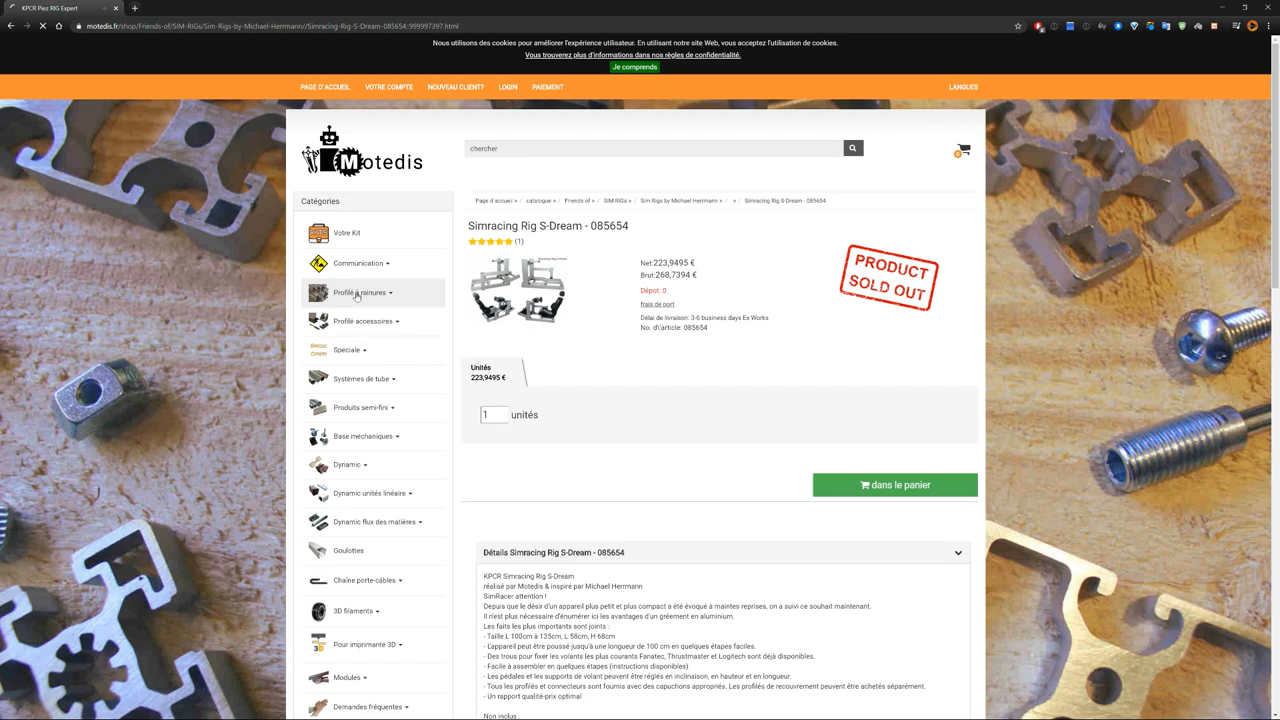 KPCR Piez RIG Expert
motedis.fr/shop/Friends-of/SIM-RIGs/Sim-Rigs-by-Michael-Herrmann//Simracing-Rig-S-Dream-085654::999997397.html
Nous utilisons des cookies pour améliorer l'expérience utilisateur. En utilisant notre site Web, vous acceptez l'utilisation de cookies.
Vous trouverez plus d'informations dans nos règles de confidentialité.
Je comprends
PAGE D'ACCUEIL VOTRE COMPTE NOUVEAU CLIENT? LOGIN PAIEMENT LANGUES
Motedis
chercher
0
Catégories
Votre Kit
Communication
Profilé à rainures
Profilé accessoires
Speciale
Systèmes de tube
Produits semi-fini
Base mechaniques
Dynamic
Dynamic unités linéaire
Dynamic flux des matières
Goulottes
Chaîne porte-câbles
3D filaments
Pour imprimante 3D
Modules
Demandes fréquentes
Page d'accueil » / catalogue » / Friends of » / SIM RIGs » / Sim Rigs by Michael Herrmann » / » / Simracing Rig S-Dream - 085654
Simracing Rig S-Dream - 085654
(1)
Net:223,9495 €
Brut:268,7394 €
Dépot: 0
frais de port
Délai de livraison: 3-6 business days Ex Works
No. d\'article: 085654
PRODUCT
SOLD OUT
Unités
223,9495 €
1 unités
dans le panier
Détails Simracing Rig S-Dream - 085654
KPCR Simracing Rig S-Dream
réalisé par Motedis & inspiré par Michael Herrmann
SimRacer attention !
Depuis que le désir d'un appareil plus petit et plus compact a été évoqué à maintes reprises, on a suivi ce souhait maintenant.
Il n'est plus nécessaire d'énumérer ici les avantages d'un gréement en aluminium.
Les faits les plus importants sont joints :
- Taille L 100cm à 135cm, L 58cm, H 68cm
- L'appareil peut être poussé jusqu'à une longueur de 100 cm en quelques étapes faciles.
- Des trous pour fixer les volants les plus courants Fanatec, Thrustmaster et Logitech sont déjà disponibles.
- Facile à assembler en quelques étapes (instructions disponibles)
- Les pédales et les supports de volant peuvent être réglés en inclinaison, en hauteur et en longueur.
- Tous les profilés et connecteurs sont fournis avec des capuchons appropriés. Les profilés de recouvrement peuvent être achetés séparément.
- Un rapport qualité-prix optimal
Non inclus :